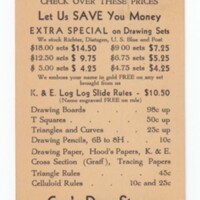 CHECK OVER THESE PRICES
Let Us SAVE You Money
EXTRA SPECIAL on Drawing Sets
We stock Richter, Dietzgen, U. S. Blue and Post
$18.00 sets $14.50 $9.00 sets $7.25
$12.50 sets $ 9.75 $6.75 sets $5.25
$ 5.00 sets $ 4.25 $4.75 sets $4.25
We emboss your name in gold FREE on any set
bought from us
K. & E. Log Log Slide Rules - $10.50
(Name engraved FREE on rule)
Drawing Boards - 98c up
T Squares - 50c up
Triangles and Curves - 25c up
Drawing Pencils, 6B to 8H - 10c
Drawing Paper, Hood's Papers, K. & E.
Cross Section (Graff), Tracing Papers
Triangle Rules - 45c
Celluloid Rules - 10c and 25c